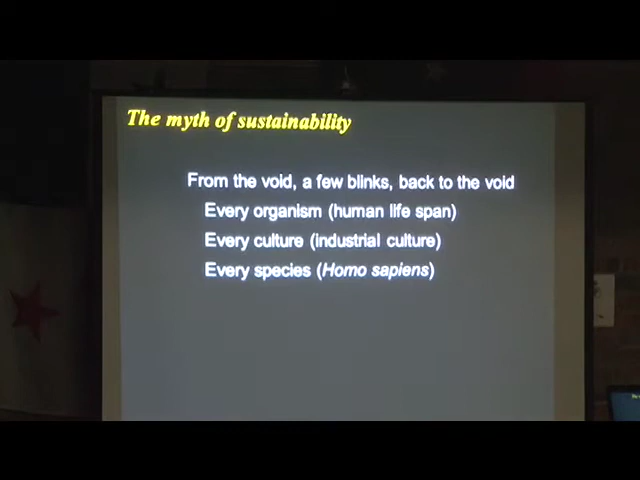 The myth of sustainability
From the void, a few blinks, back to the void
Every organism (human life span)
Every culture (industrial culture)
Every species (Homo sapiens)